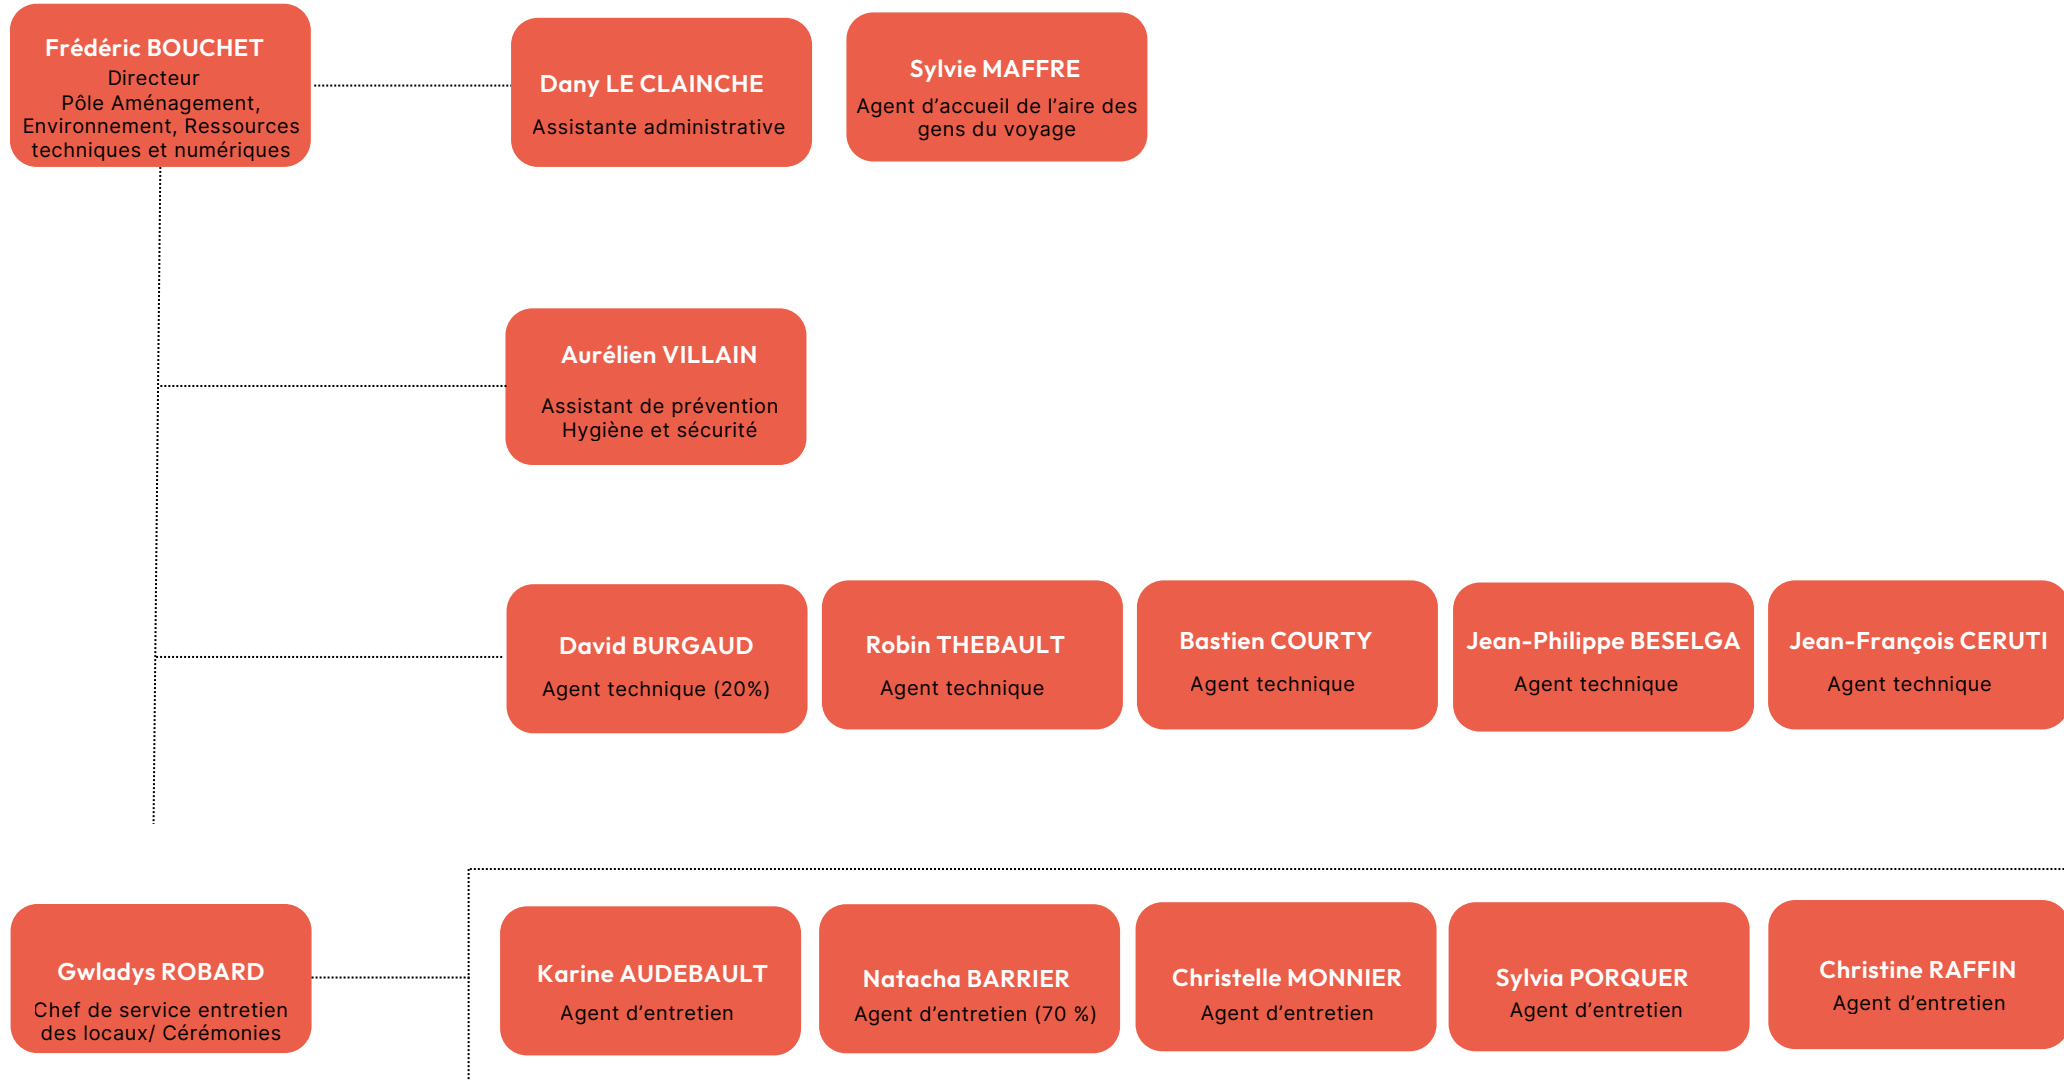 Frédéric BOUCHET
Directeur
Pôle Aménagement,
Environnement, Ressources
techniques et numériques
Dany LE CLAINCHE
Assistante administrative
Sylvie MAFFRE
Agent d'accueil de l'aire des
gens du voyage
Aurélien VILLAIN
Assistant de prévention
Hygiène et sécurité
David BURGAUD
Agent technique (20%)
Robin THEBAULT
Agent technique
Bastien COURTY
Agent technique
Jean-Philippe BESELGA
Agent technique
Jean-François CERUTI
Agent technique
Gwladys ROBARD
Chef de service entretien
des locaux/ Cérémonies
Karine AUDEBAULT
Agent d'entretien
Natacha BARRIER
Agent d'entretien (70 %)
Christelle MONNIER
Agent d'entretien
Sylvia PORQUER
Agent d'entretien
Christine RAFFIN
Agent d'entretien